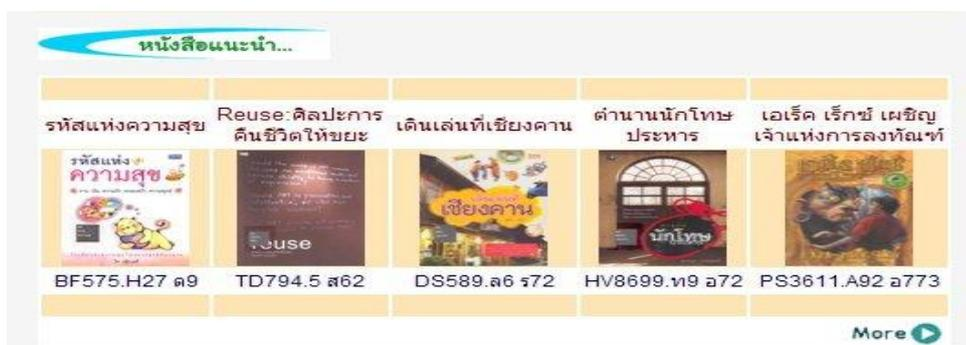 หนังสือแนะนำ...
รหัสแห่งความสุข
Reuse:ศิลปะการ
คืนชีวิตให้ขยะ
เดินเล่นที่เชียงคาน
ตำนานนักโทษ
ประหาร
เอเร็ค เร็กซ์ เผชิญ
เจ้าแห่งการลงทัณฑ์
รหัสแห่ง
ความสุข
reuse
เชียงคาน
นักโทษ
BF575.H27 ด9
TD794.5 ส62
DS589.ล6 ร72
HV8699.ท9 อ72
PS3611.A92 อ773
More